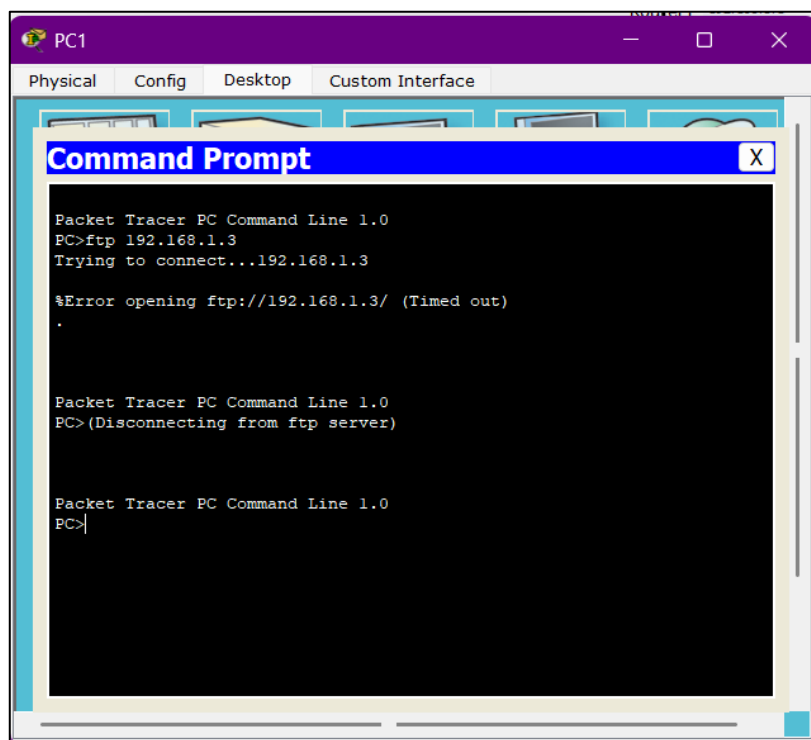 PC1
Physical Config Desktop Custom Interface
Command Prompt
X
Packet Tracer PC Command Line 1.0
PC>ftp 192.168.1.3
Trying to connect...192.168.1.3
%Error opening ftp://192.168.1.3/ (Timed out)
.
Packet Tracer PC Command Line 1.0
PC>(Disconnecting from ftp server)
Packet Tracer PC Command Line 1.0
PC>